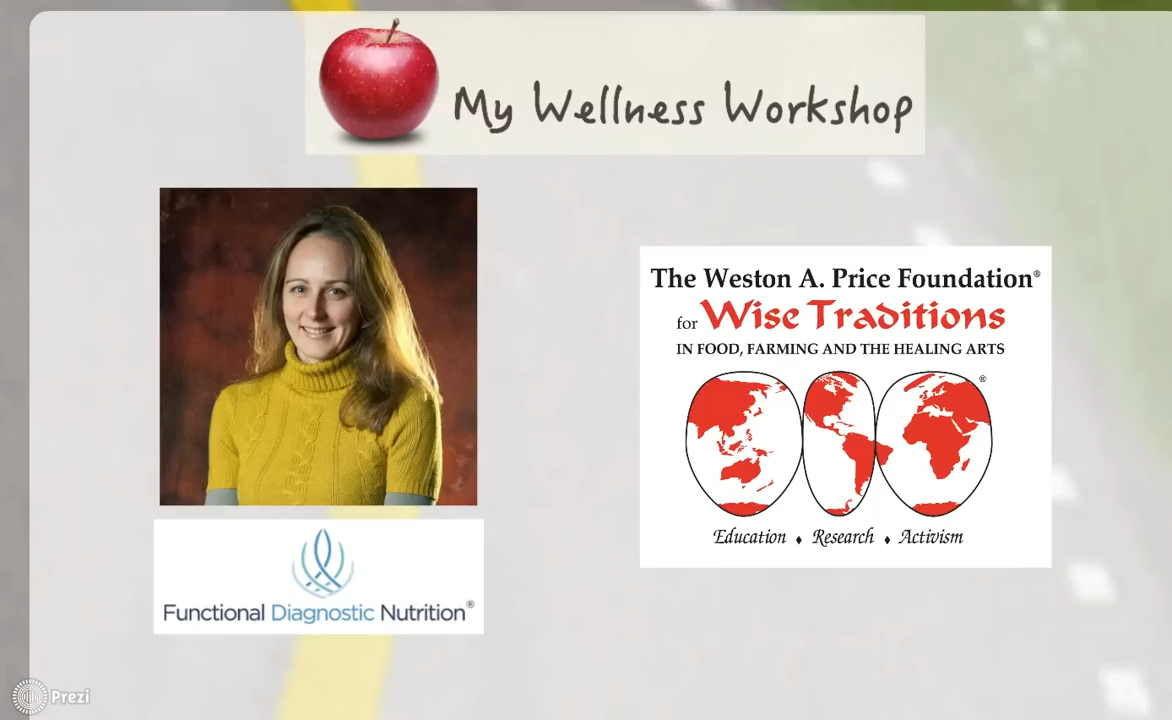 My Wellness Workshop
The Weston A. Price Foundation®
for Wise Traditions
IN FOOD, FARMING AND THE HEALING ARTS
®
Education ♦ Research ♦ Activism
Functional Diagnostic Nutrition®
Prezi